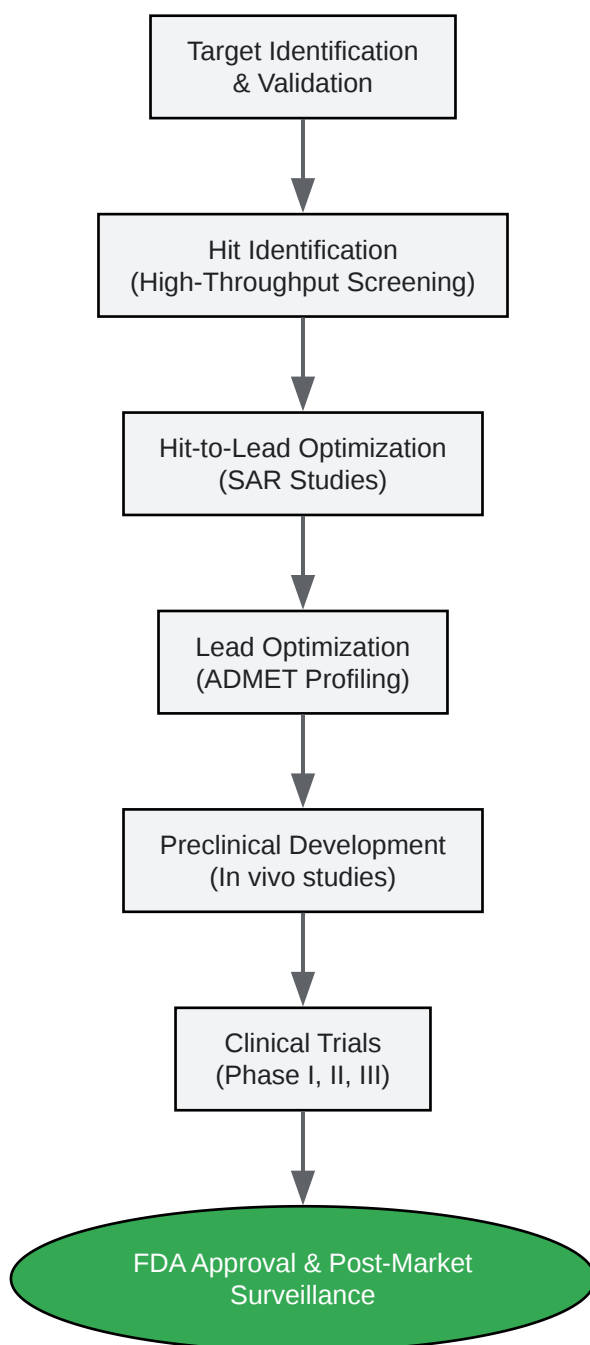 Target Identification
& Validation
Hit Identification
(High-Throughput Screening)
Hit-to-Lead Optimization
(SAR Studies)
Lead Optimization
(ADMET Profiling)
Preclinical Development
(In vivo studies)
Clinical Trials
(Phase I, II, III)
FDA Approval & Post-Market
Surveillance